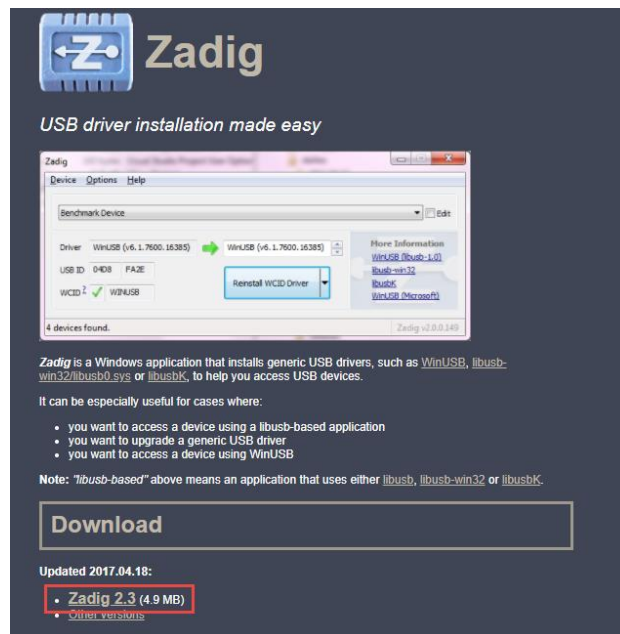 Z
Zadig
USB driver installation made easy
Zadig
Device Options Help
Benchmark Device
Edit
Driver WinUSB (v6.1.7600.16385) WinUSB (v6.1.7600.16385)
More Information
WinUSB (libusb-1.0)
USB ID 04D8 FA2E
libusb-win32
Reinstall WCID Driver
libusbK
WCID ? WINUSB
WinUSB (Microsoft)
4 devices found.
Zadig v2.0.0.149
Zadig is a Windows application that installs generic USB drivers, such as WinUSB, libusb-
win32/libusb0.sys or libusbK, to help you access USB devices.
It can be especially useful for cases where:
• you want to access a device using a libusb-based application
• you want to upgrade a generic USB driver
• you want to access a device using WinUSB
Note: "libusb-based" above means an application that uses either libusb, libusb-win32 or libusbK.
Download
Updated 2017.04.18:
• Zadig 2.3 (4.9 MB)
• Other versions